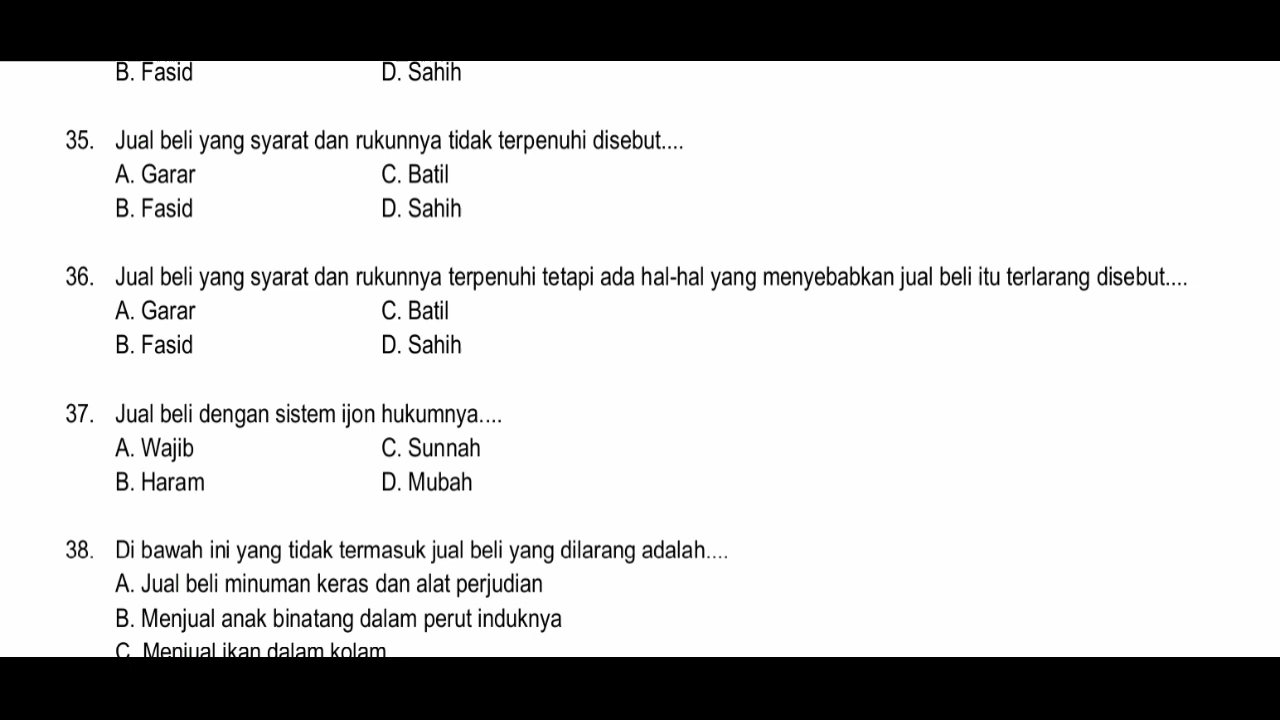 B. Fasid D. Sahih
35. Jual beli yang syarat dan rukunnya tidak terpenuhi disebut....
A. Garar C. Batil
B. Fasid D. Sahih
36. Jual beli yang syarat dan rukunnya terpenuhi tetapi ada hal-hal yang menyebabkan jual beli itu terlarang disebut....
A. Garar C. Batil
B. Fasid D. Sahih
37. Jual beli dengan sistem ijon hukumnya....
A. Wajib C. Sunnah
B. Haram D. Mubah
38. Di bawah ini yang tidak termasuk jual beli yang dilarang adalah....
A. Jual beli minuman keras dan alat perjudian
B. Menjual anak binatang dalam perut induknya
C. Menjual ikan dalam kolam